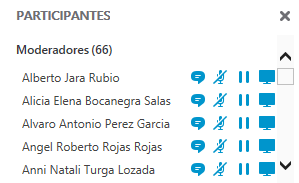 PARTICIPANTES
Moderadores (66)
Alberto Jara Rubio
Alicia Elena Bocanegra Salas
Alvaro Antonio Perez Garcia
Angel Roberto Rojas Rojas
Anni Natali Turga Lozada